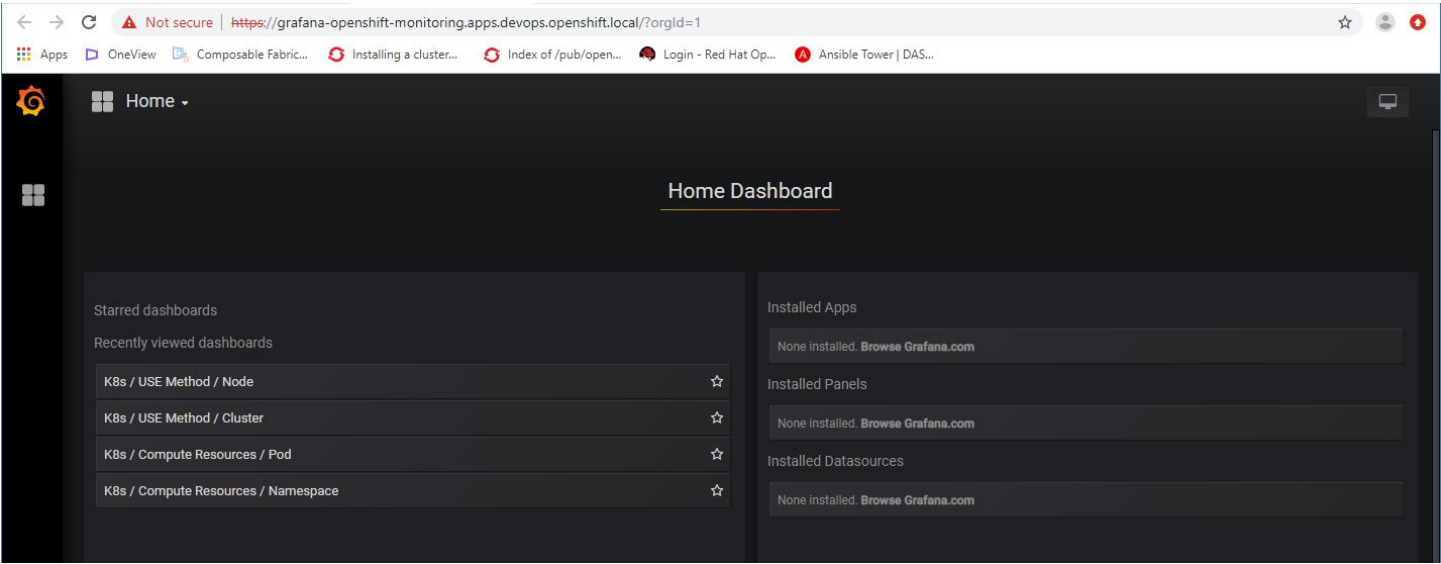 Not secure | https://grafana-openshift-monitoring.apps.devops.openshift.local/?orgId=1
Apps OneView Composable Fabric... Installing a cluster... Index of /pub/open... Login - Red Hat Op... Ansible Tower | DAS...
Home
Home Dashboard
Starred dashboards
Recently viewed dashboards
K8s / USE Method / Node
K8s / USE Method / Cluster
K8s / Compute Resources / Pod
K8s / Compute Resources / Namespace
Installed Apps
None installed. Browse Grafana.com
Installed Panels
None installed. Browse Grafana.com
Installed Datasources
None installed. Browse Grafana.com